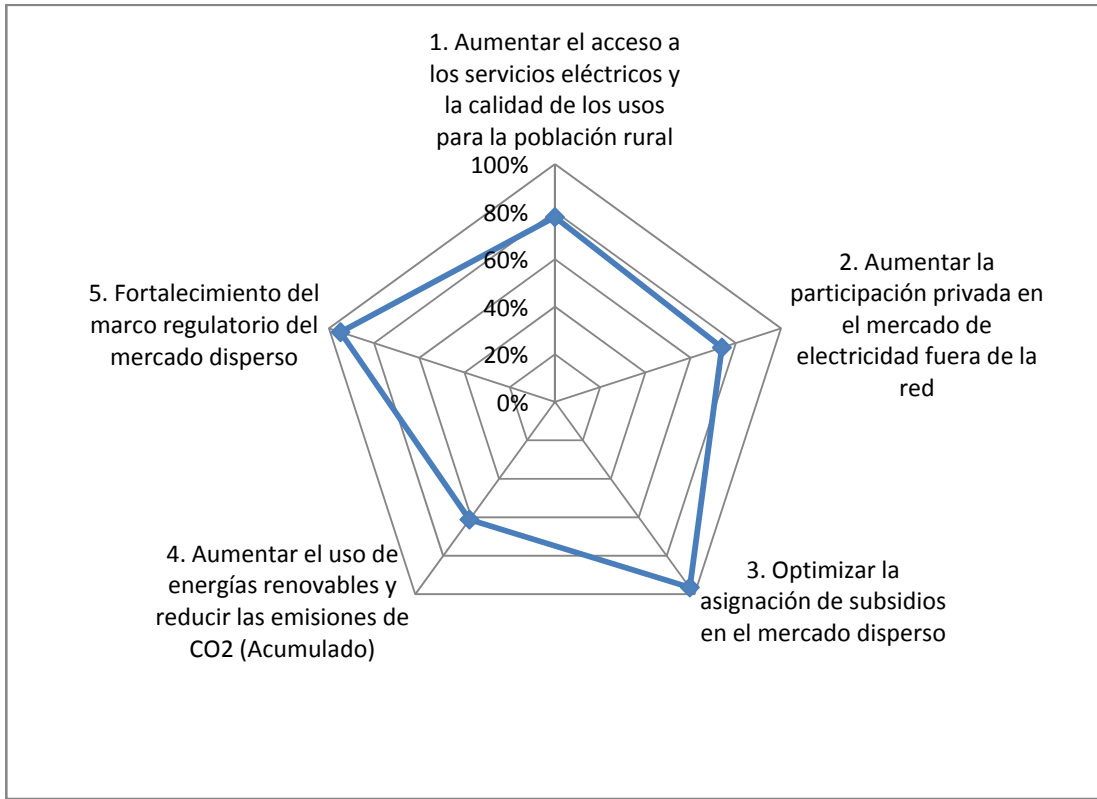 1. Aumentar el acceso a
los servicios eléctricos y
la calidad de los usos
para la población rural
100%
80%
60%
40%
20%
0%
2. Aumentar la
participación privada en
el mercado de
electricidad fuera de la
red
3. Optimizar la
asignación de subsidios
en el mercado disperso
4. Aumentar el uso de
energías renovables y
reducir las emisiones de
CO2 (Acumulado)
5. Fortalecimiento del
marco regulatorio del
mercado disperso